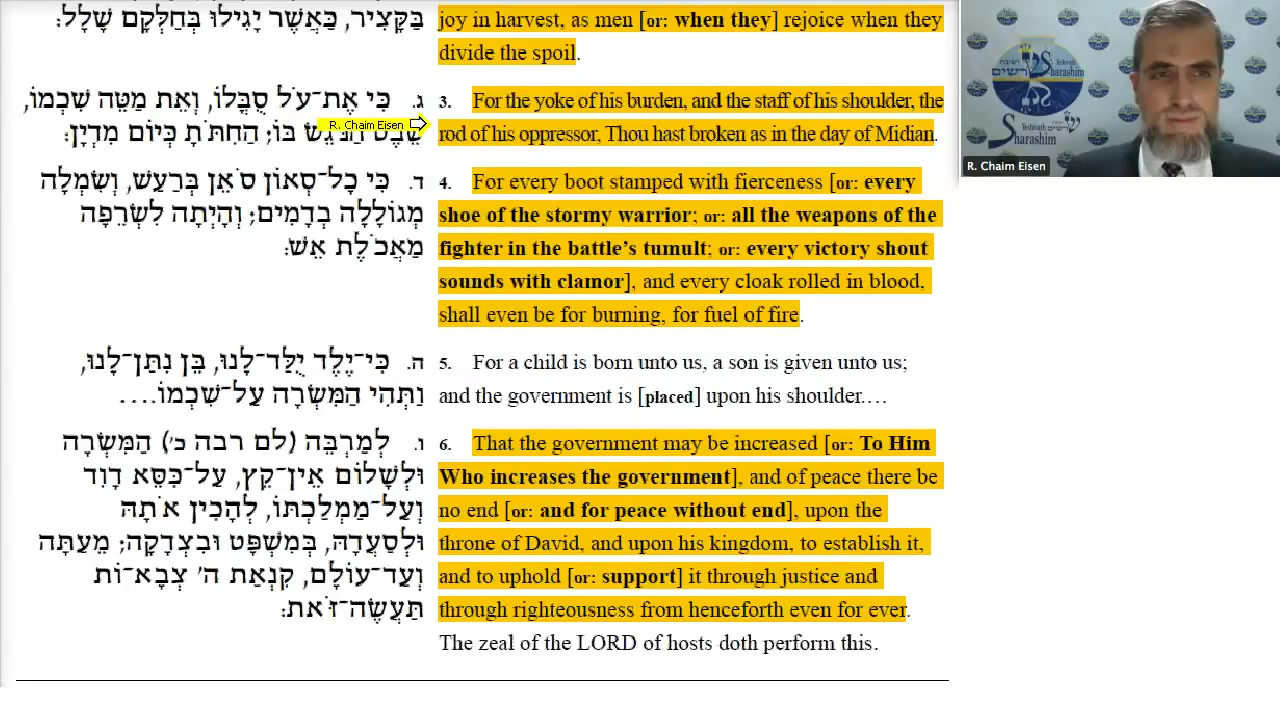 בַּקָּצִיר, כַּאֲשֶׁר יָגִילוּ בְּחַלְּקָם שָׁלָל:
joy in harvest, as men [or: when they] rejoice when they
divide the spoil.
ג. כִּי אֶת־עֹל סֻבֳּלוֹ, וְאֵת מַטֵּה שִׁכְמוֹ,
בּוֹ; הַחִתֹּתָ כְּיוֹם מִדְיָן:
R. Chaim Eisen
3. For the yoke of his burden, and the staff of his shoulder, the
rod of his oppressor, Thou hast broken as in the day of Midian.
ד. כִּי כָל־סְאוֹן סֹאֵן בְּרַעַשׁ, וְשִׂמְלָה
מְגוֹלָלָה בְדָמִים; וְהָיְתָה לִשְׂרֵפָה
מַאֲכֹלֶת אֵשׁ:
4. For every boot stamped with fierceness [or: every
shoe of the stormy warrior; or: all the weapons of the
fighter in the battle’s tumult; or: every victory shout
sounds with clamor], and every cloak rolled in blood,
shall even be for burning, for fuel of fire.
ה. כִּי־יֶלֶד יֻלַּד־לָנוּ, בֵּן נִתַּן־לָנוּ,
וַתְּהִי הַמִּשְׂרָה עַל־שִׁכְמוֹ....
5. For a child is born unto us, a son is given unto us;
and the government is [placed] upon his shoulder....
ו. לְמַרְבֵּה (לם רבה כ׳) הַמִּשְׂרָה
וּלְשָׁלוֹם אֵין־קֵץ, עַל־כִּסֵּא דָוִד
וְעַל־מַמְלַכְתּוֹ, לְהָכִין אֹתָהּ
וּלְסַעֲדָהּ, בְּמִשְׁפָּט וּבִצְדָקָה; מֵעַתָּה
וְעַד־עוֹלָם, קִנְאַת ה׳ צְבָא־וֹת
תַּעֲשֶׂה־זֹּאת:
6. That the government may be increased [or: To Him
Who increases the government], and of peace there be
no end [or: and for peace without end], upon the
throne of David, and upon his kingdom, to establish it,
and to uphold [or: support] it through justice and
through righteousness from henceforth even for ever.
The zeal of the LORD of hosts doth perform this.
Yeshivath
Sharashim
R. Chaim Eisen